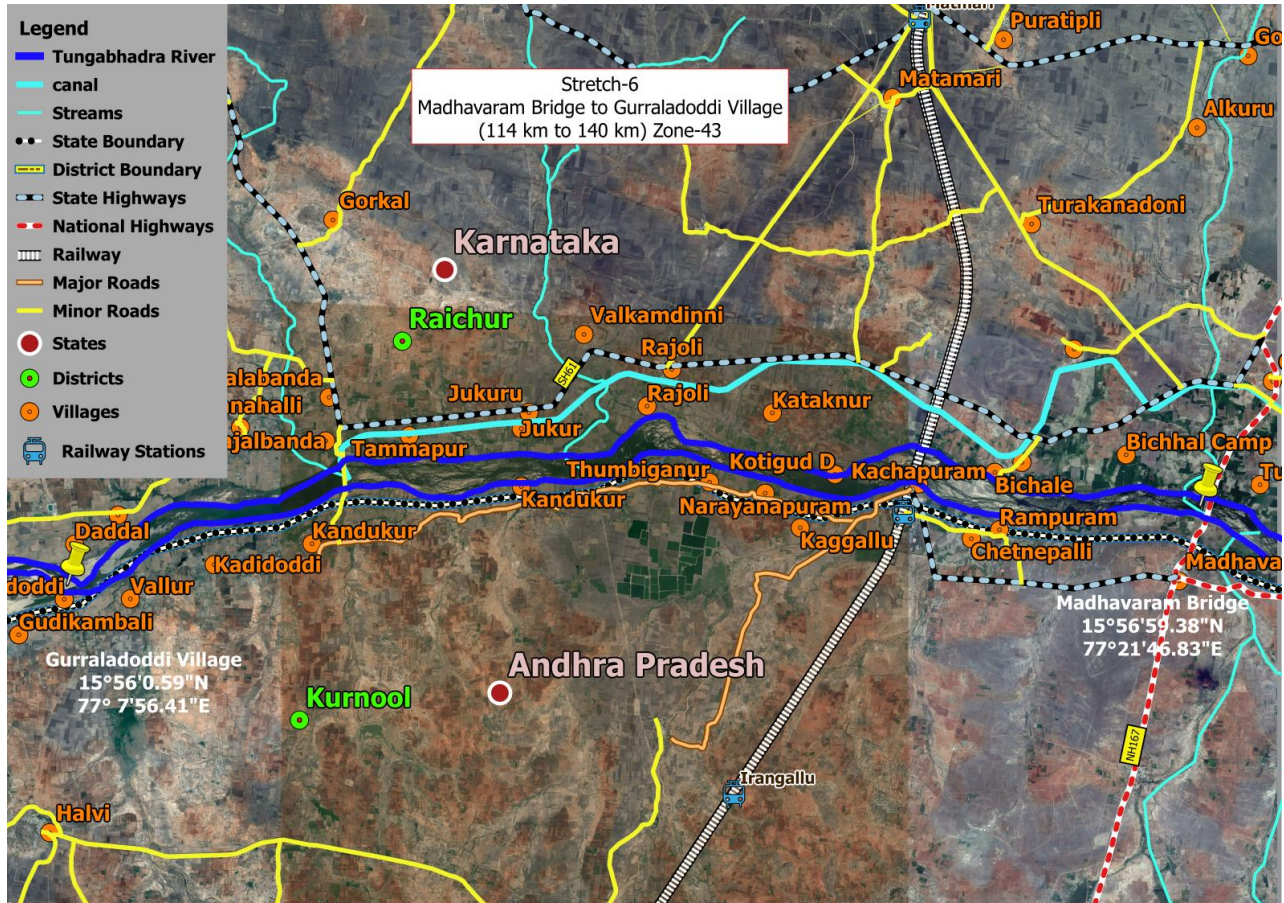 Legend
Tungabhadra River
canal
Streams
State Boundary
District Boundary
State Highways
National Highways
Railway
Major Roads
Minor Roads
States
Districts
Villages
Railway Stations
Stretch-6
Madhavaram Bridge to Gurraladoddi Village
(114 km to 140 km) Zone-43
Puratipli
Matamari
Alkuru
Gorkal
Turakanadoni
Karnataka
Raichur
Valkamdinni
Rajoli
SH61
Jukuru
Rajoli
Kataknur
Jukur
Tammapur
Bichhal Camp
Thumbiganur
Kotigud D
Kachapuram
Bichale
Kandukur
Narayanapuram
Rampuram
Daddal
Kandukur
Kaggallu
Chetnepalli
Kadidoddi
doddi
Vallur
Madhava
Gudikambali
Madhavaram Bridge
15°56'59.38"N
77°21'46.83"E
Gurraladoddi Village
15°56'0.59"N
77° 7'56.41"E
Andhra Pradesh
Kurnool
NH167
Irangallu
Halvi